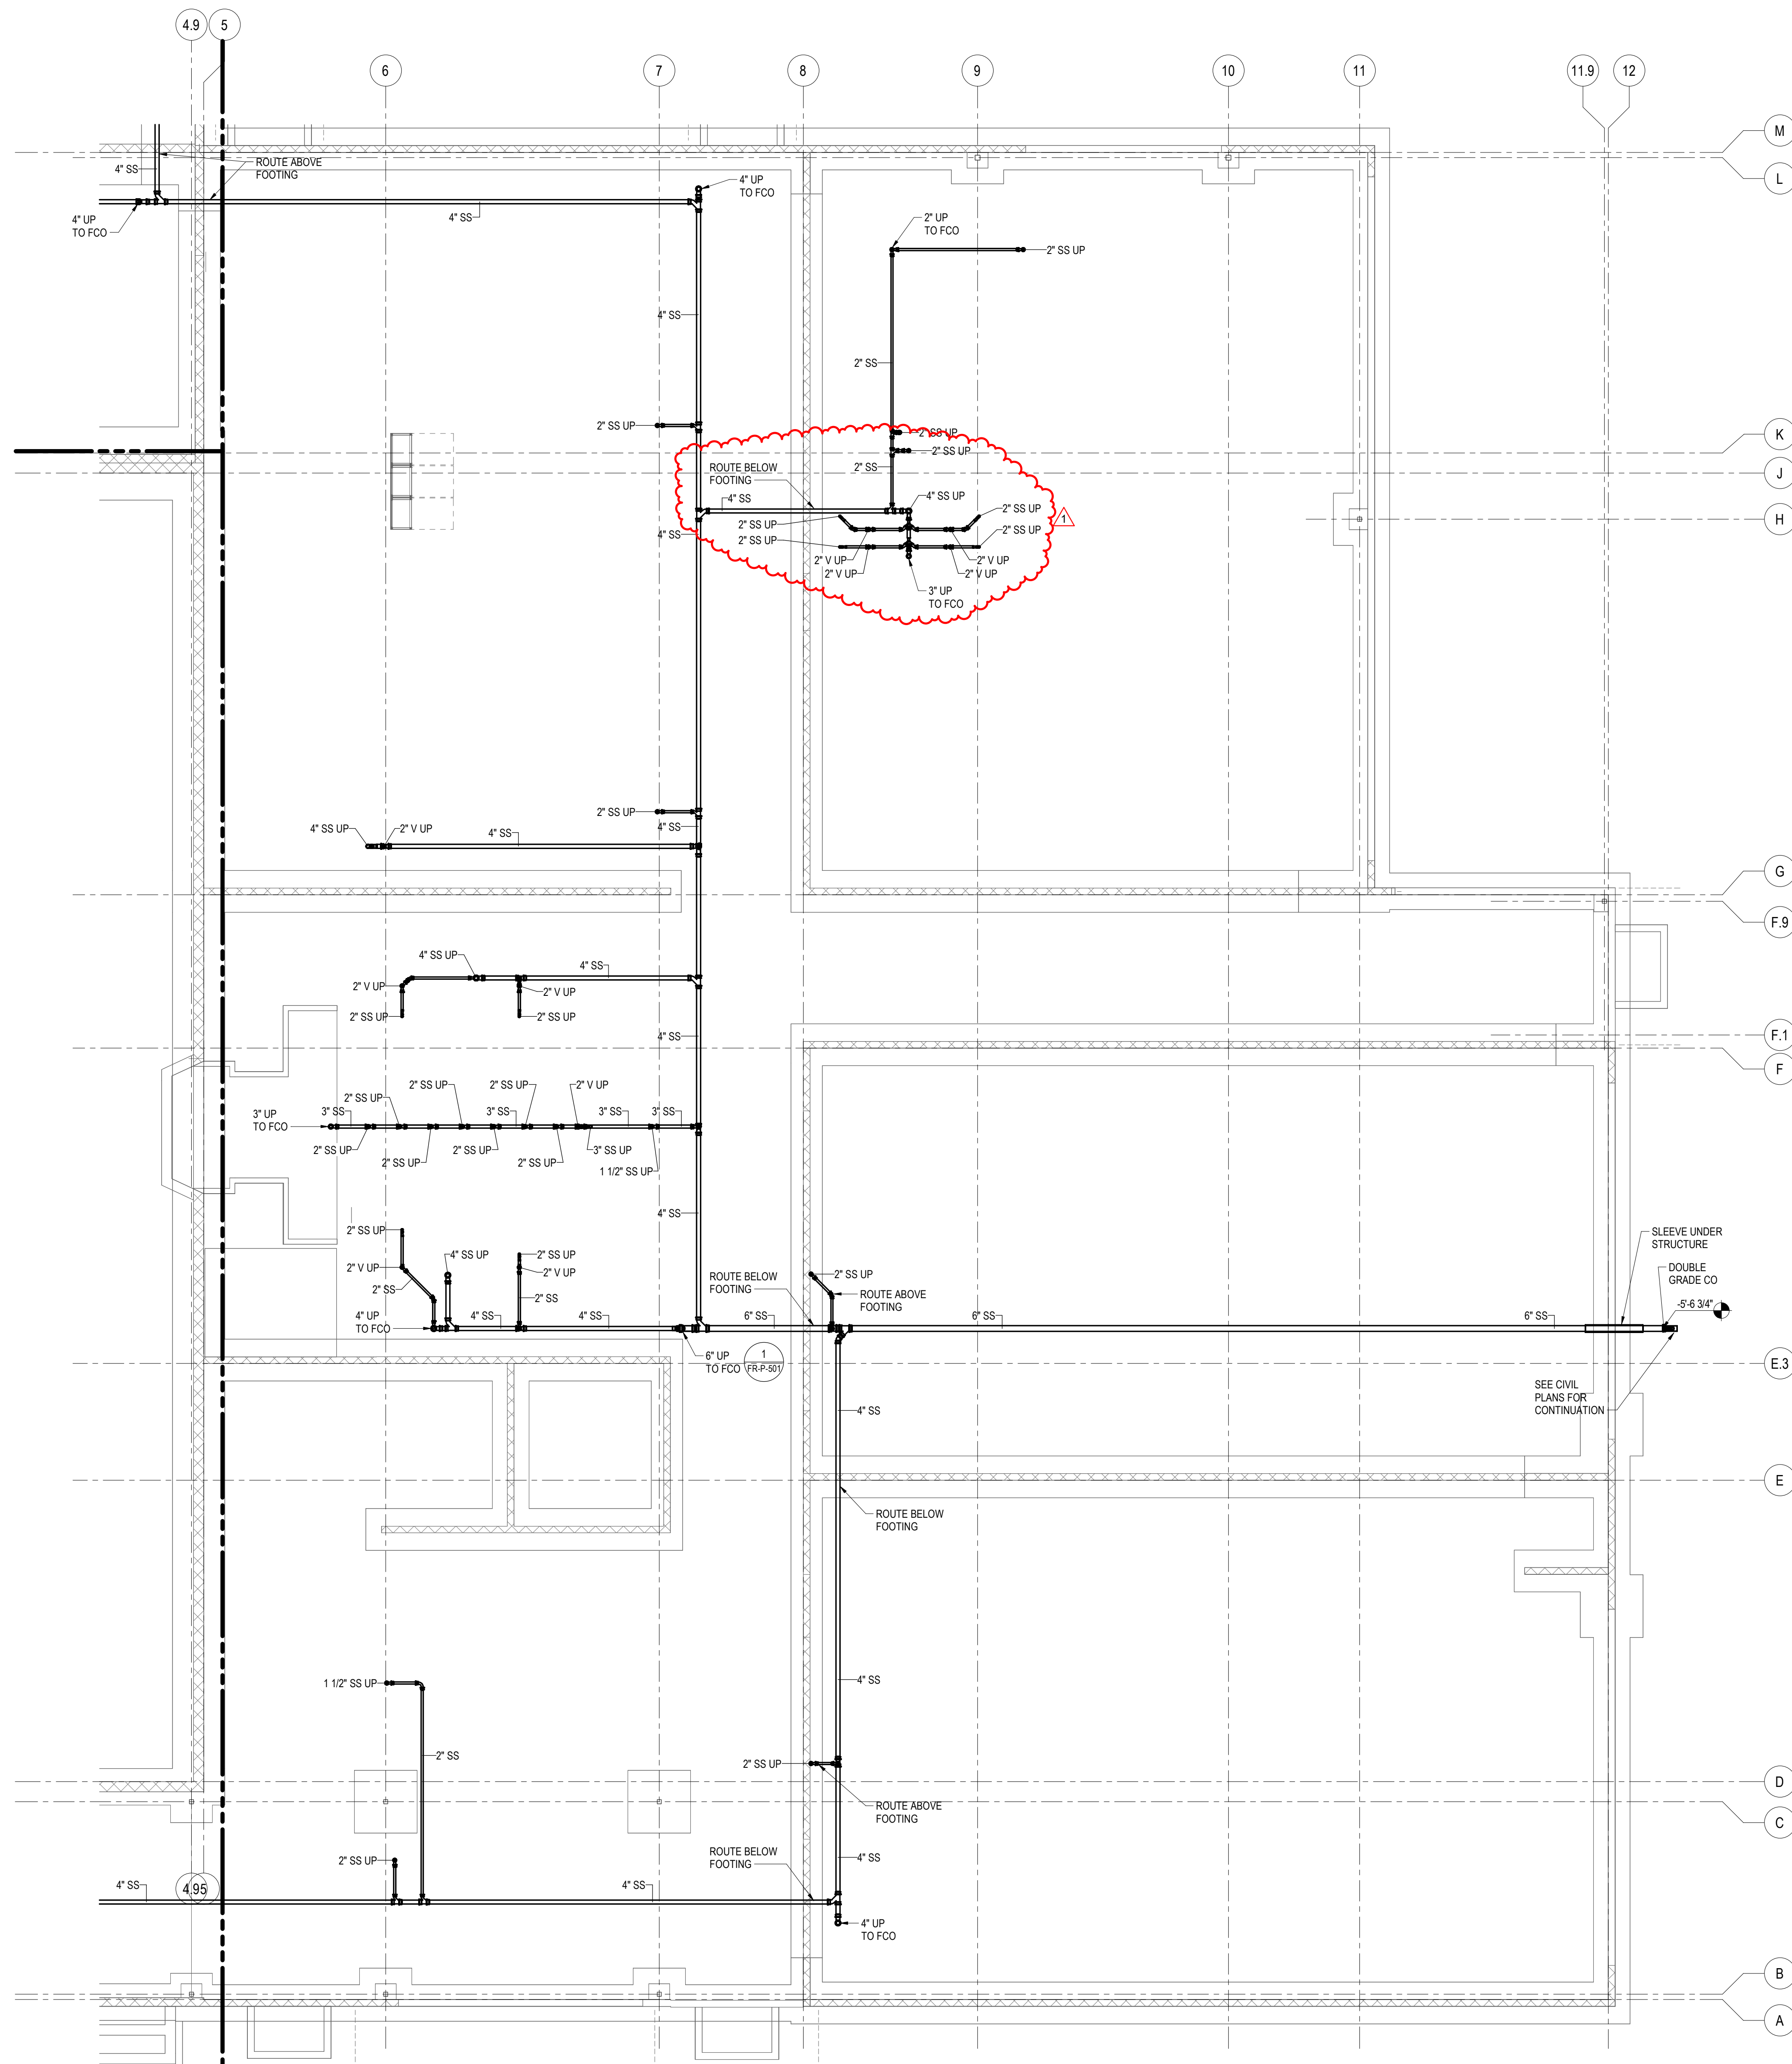 4.9
5
6
7
8
9
10
11
11.9
12
M
L
K
J
H
G
F.9
F.1
F
E.3
E
D
C
B
A
4.95
4" SS
ROUTE ABOVE
FOOTING
4" UP
TO FCO
4" SS
4" UP
TO FCO
2" UP
TO FCO
2" SS UP
4" SS
2" SS
2" SS UP
2" SS UP
2" SS UP
ROUTE BELOW
FOOTING
2" SS
4" SS
4" SS UP
2" SS UP
2" SS UP
1
4" SS
2" SS UP
2" SS UP
2" V UP
2" V UP
2" V UP
2" V UP
3" UP
TO FCO
2" SS UP
4" SS
4" SS UP
2" V UP
4" SS
4" SS UP
4" SS
2" V UP
2" V UP
2" SS UP
2" SS UP
4" SS
2" SS UP
2" SS UP
2" V UP
2" SS UP
3" UP
TO FCO
3" SS
3" SS
3" SS
3" SS
2" SS UP
2" SS UP
2" SS UP
2" SS UP
3" SS UP
1 1/2" SS UP
4" SS
2" SS UP
4" SS UP
2" SS UP
2" V UP
2" V UP
2" SS
2" SS
4" UP
TO FCO
4" SS
4" SS
ROUTE BELOW
FOOTING
2" SS UP
ROUTE ABOVE
FOOTING
6" SS
6" SS
6" SS
SLEEVE UNDER
STRUCTURE
DOUBLE
GRADE CO
-5'-6 3/4"
6" UP
TO FCO
1
FR-P-501
SEE CIVIL
PLANS FOR
CONTINUATION
4" SS
ROUTE BELOW
FOOTING
4" SS
1 1/2" SS UP
2" SS
2" SS UP
ROUTE ABOVE
FOOTING
2" SS UP
ROUTE BELOW
FOOTING
4" SS
4" SS
4" SS
4" UP
TO FCO